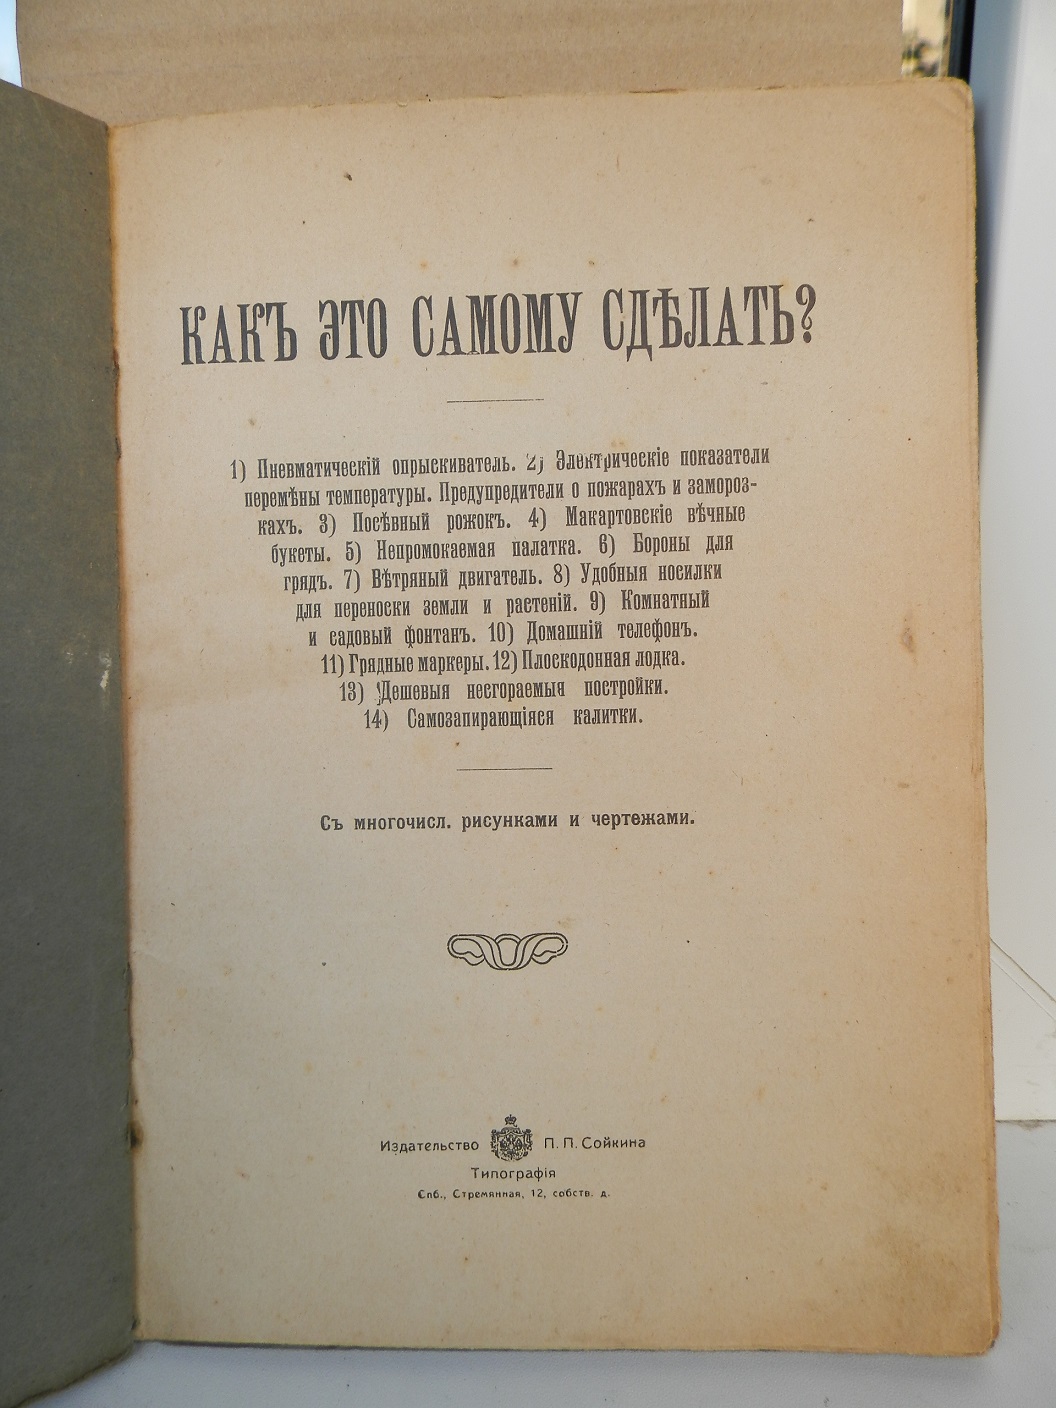 КАКЪ ЭТО САМОМУ СДѢЛАТЬ?
1) Пневматическій опрыскиватель. 2) Электрическіе показатели
перемѣны температуры. Предупредители о пожарахъ и замороз-
кахъ. 3) Посѣвный рожокъ. 4) Макартовскіе вѣчные
букеты. 5) Непромокаемая палатка. 6) Бороны для
грядъ. 7) Вѣтряный двигатель. 8) Удобныя носилки
для переноски земли и растеній. 9) Комнатный
и садовый фонтанъ. 10) Домашній телефонъ.
11) Грядные маркеры. 12) Плоскодонная лодка.
13) Дешевыя несгораемыя постройки.
14) Самозапирающіяся калитки.
Съ многочисл. рисунками и чертежами.
Издательство П. П. Сойкина
Типографія
Спб., Стремянная, 12, собств. д.